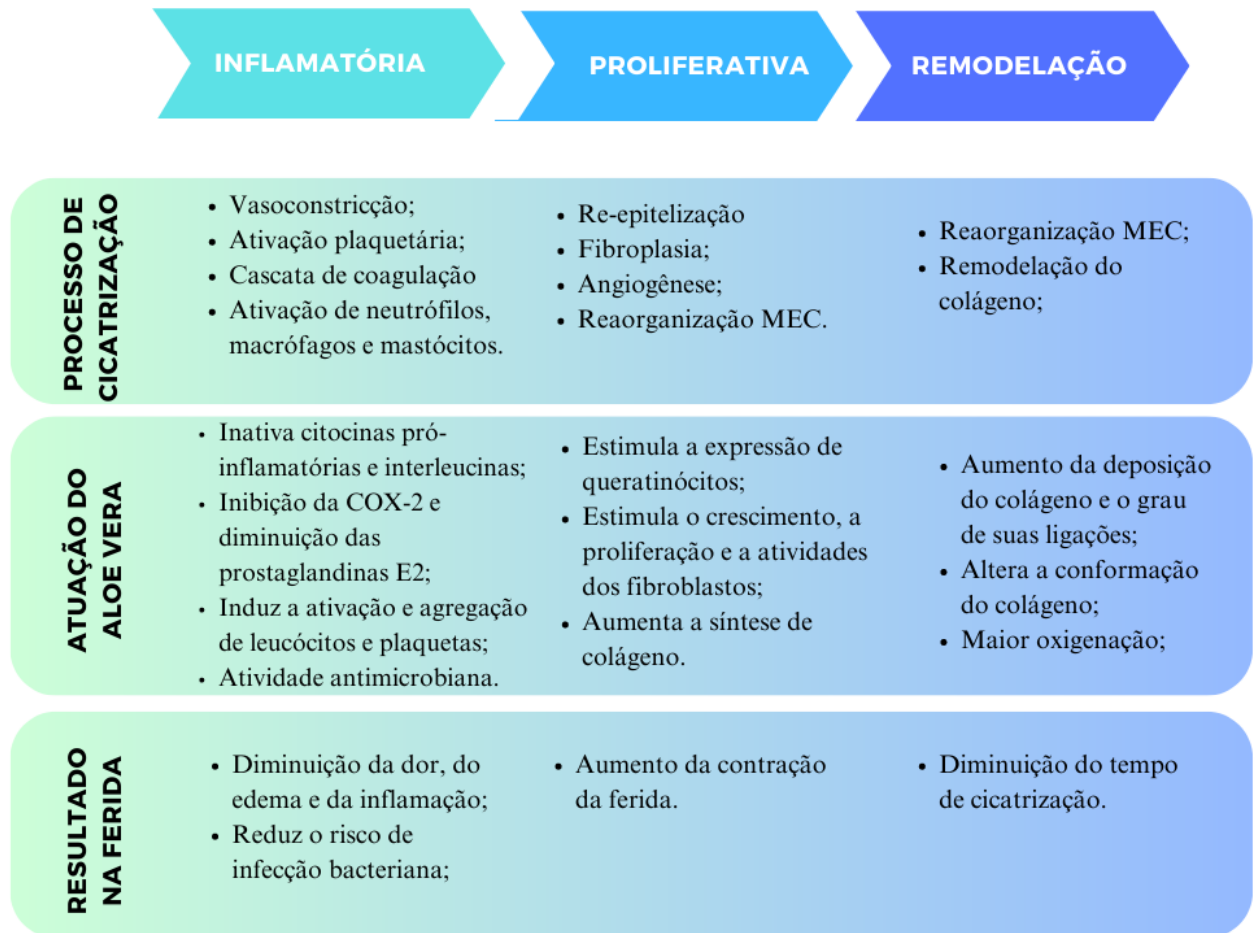 INFLAMATÓRIA
PROLIFERATIVA
REMODELAÇÃO
PROCESSO DE
CICATRIZAÇÃO
• Vasoconstricção;
• Ativação plaquetária;
• Cascata de coagulação
• Ativação de neutrófilos,
macrófagos e mastócitos.
• Re-epitelização
• Fibroplasia;
• Angiogênese;
• Reaorganização MEC.
• Reaorganização MEC;
• Remodelação do
colágeno;
ATUAÇÃO DO
ALOE VERA
• Inativa citocinas pró-
inflamatórias e interleucinas;
• Inibição da COX-2 e
diminuição das
prostaglandinas E2;
• Induz a ativação e agregação
de leucócitos e plaquetas;
• Atividade antimicrobiana.
• Estimula a expressão de
queratinócitos;
• Estimula o crescimento, a
proliferação e a atividades
dos fibroblastos;
• Aumenta a síntese de
colágeno.
• Aumento da deposição
do colágeno e o grau
de suas ligações;
• Altera a conformação
do colágeno;
• Maior oxigenação;
RESULTADO
NA FERIDA
• Diminuição da dor, do
edema e da inflamação;
• Reduz o risco de
infecção bacteriana;
• Aumento da contração
da ferida.
• Diminuição do tempo
de cicatrização.